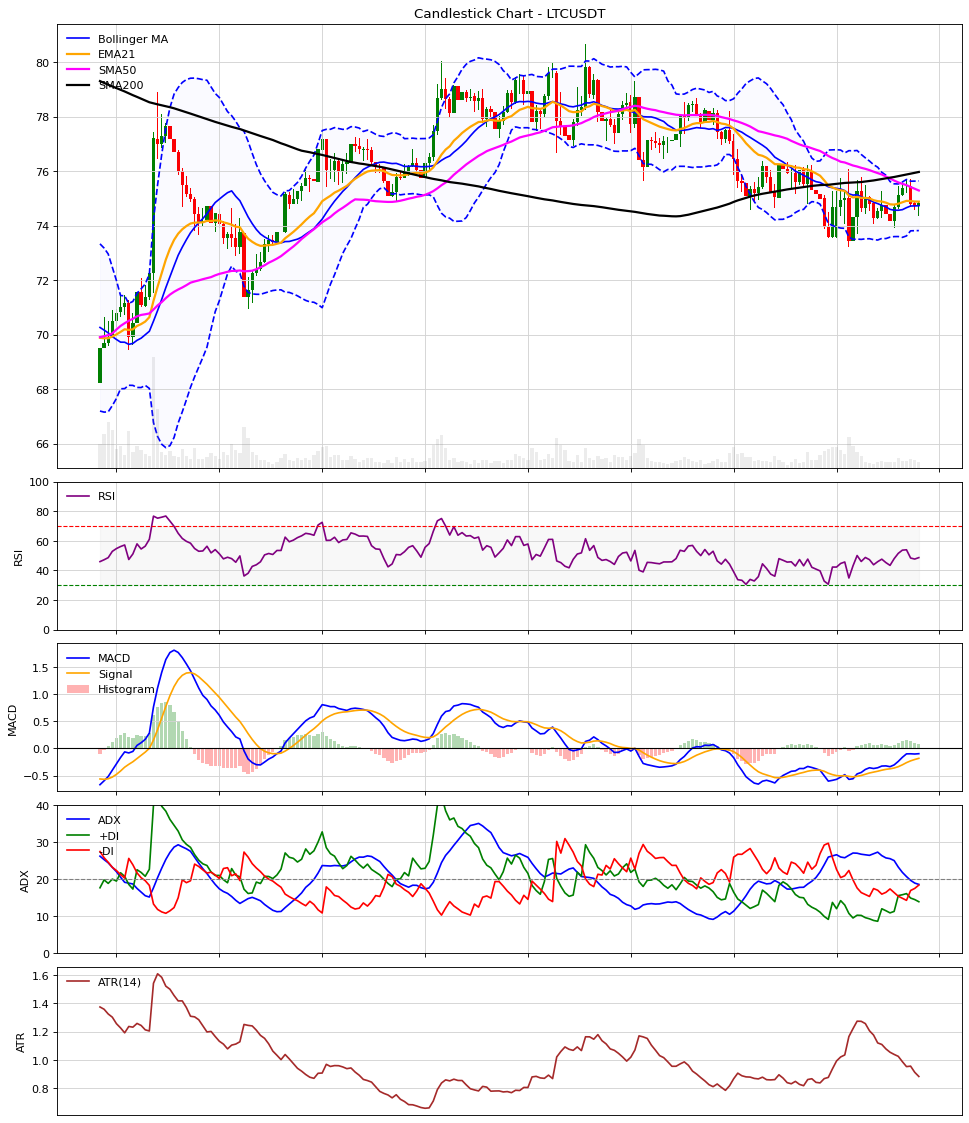 Candlestick Chart - LTCUSDT
Bollinger MA
EMA21
SMA50
SMA200
80
78
76
74
72
70
68
66
RSI
100
80
60
40
20
0
RSI
MACD
Signal
Histogram
1.5
1.0
0.5
0.0
−0.5
MACD
ADX
+DI
-DI
40
30
20
10
0
ADX
ATR(14)
1.6
1.4
1.2
1.0
0.8
ATR